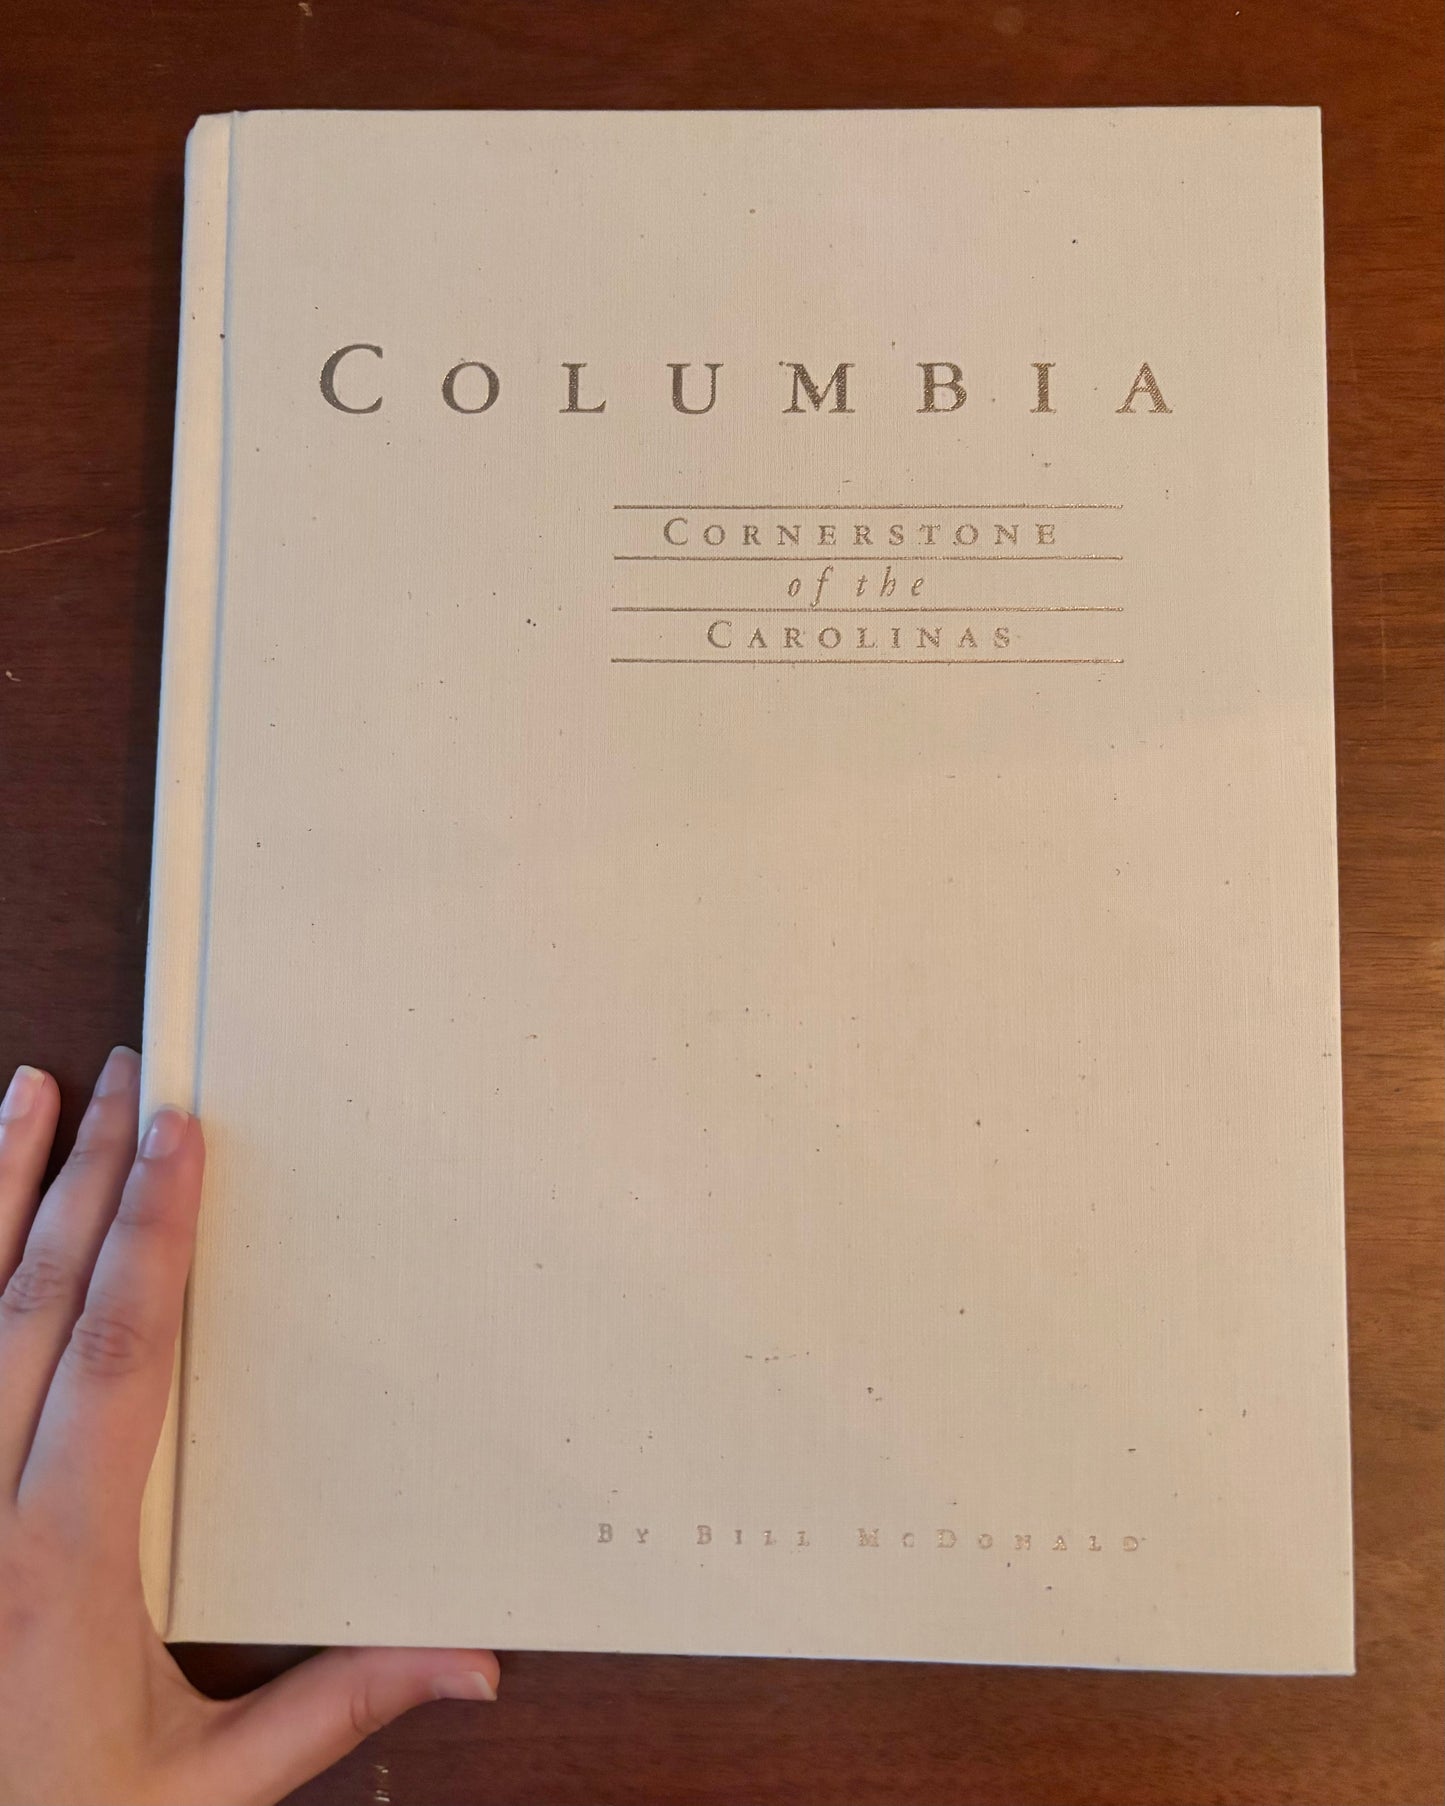 COLUMBIA
CORNERSTONE
of the
CAROLINAS
BY BILL MCDONALD